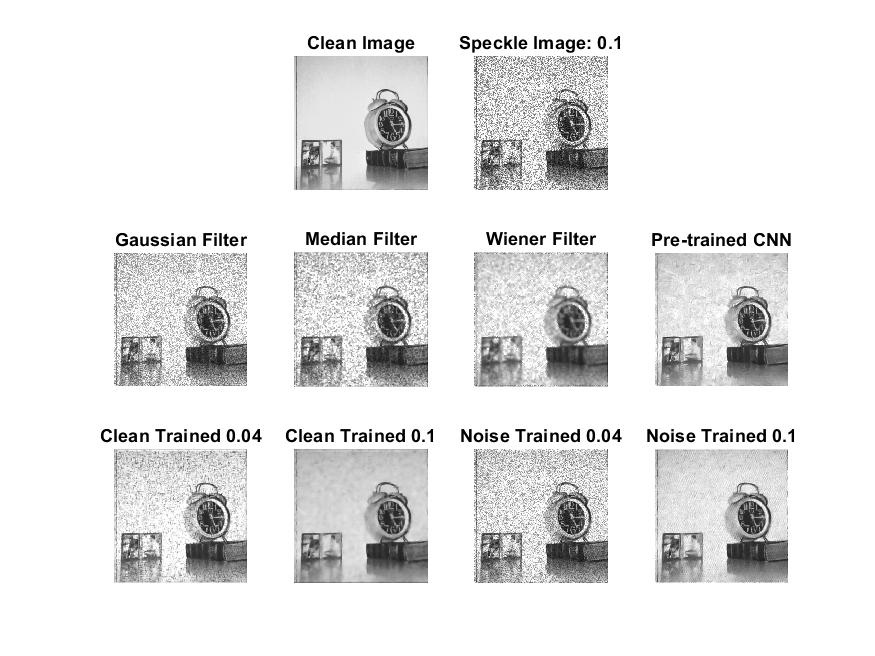 Clean Image
Speckle Image: 0.1
Gaussian Filter
Median Filter
Wiener Filter
Pre-trained CNN
Clean Trained 0.04
Clean Trained 0.1
Noise Trained 0.04
Noise Trained 0.1